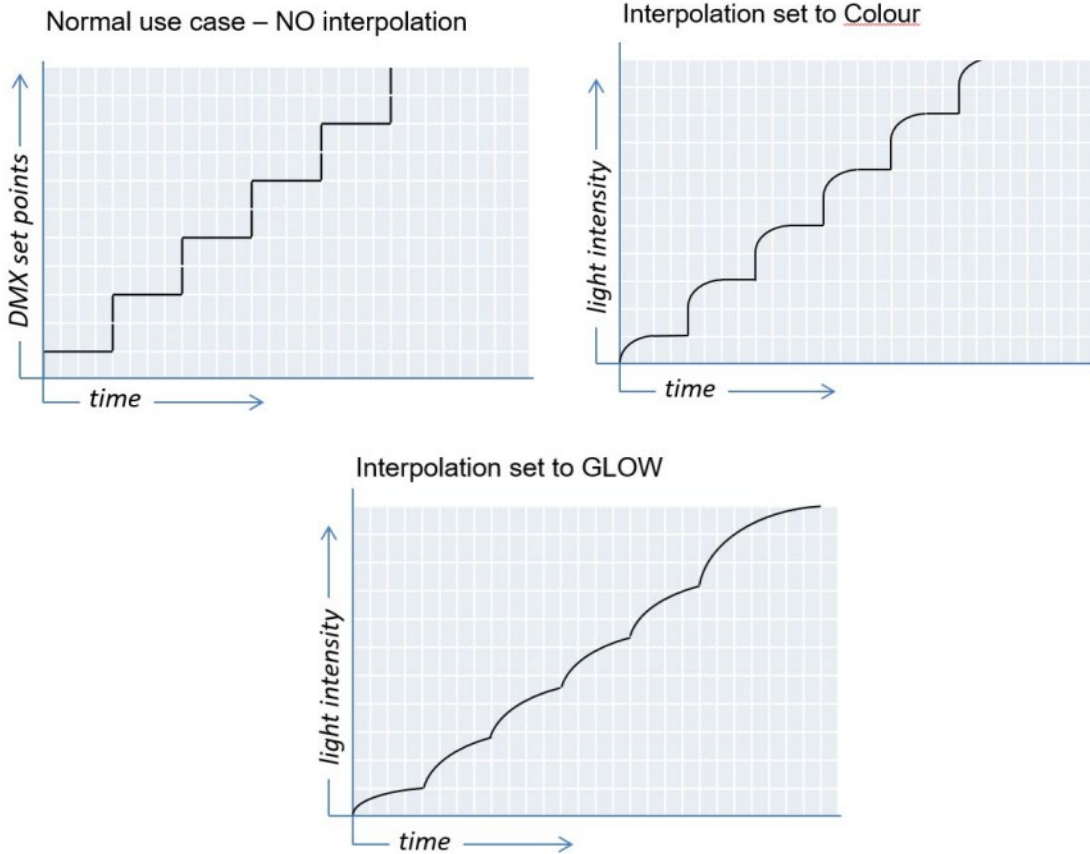 Normal use case – NO interpolation
DMX set points
time
Interpolation set to Colour
light intensity
time
Interpolation set to GLOW
light intensity
time